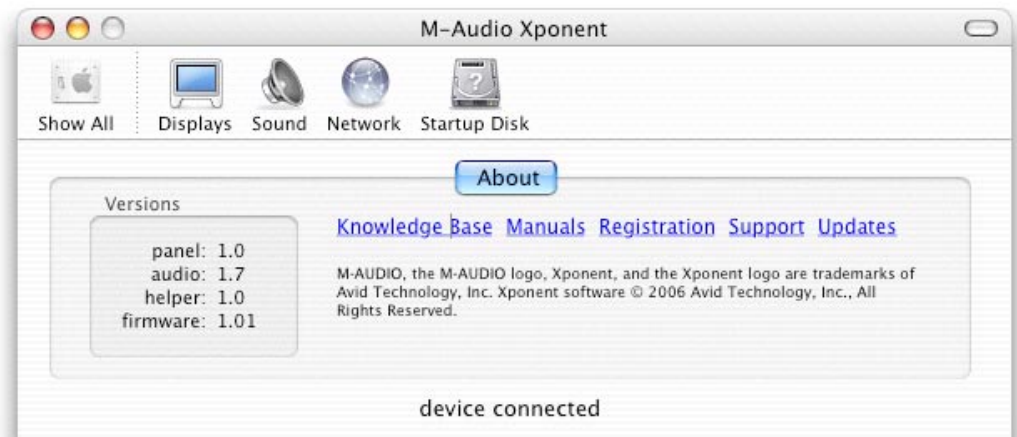 M-Audio Xponent
Show All Displays Sound Network Startup Disk
About
Versions
panel: 1.0
audio: 1.7
helper: 1.0
firmware: 1.01
Knowledge Base Manuals Registration Support Updates
M-AUDIO, the M-AUDIO logo, Xponent, and the Xponent logo are trademarks of
Avid Technology, Inc. Xponent software © 2006 Avid Technology, Inc., All
Rights Reserved.
device connected